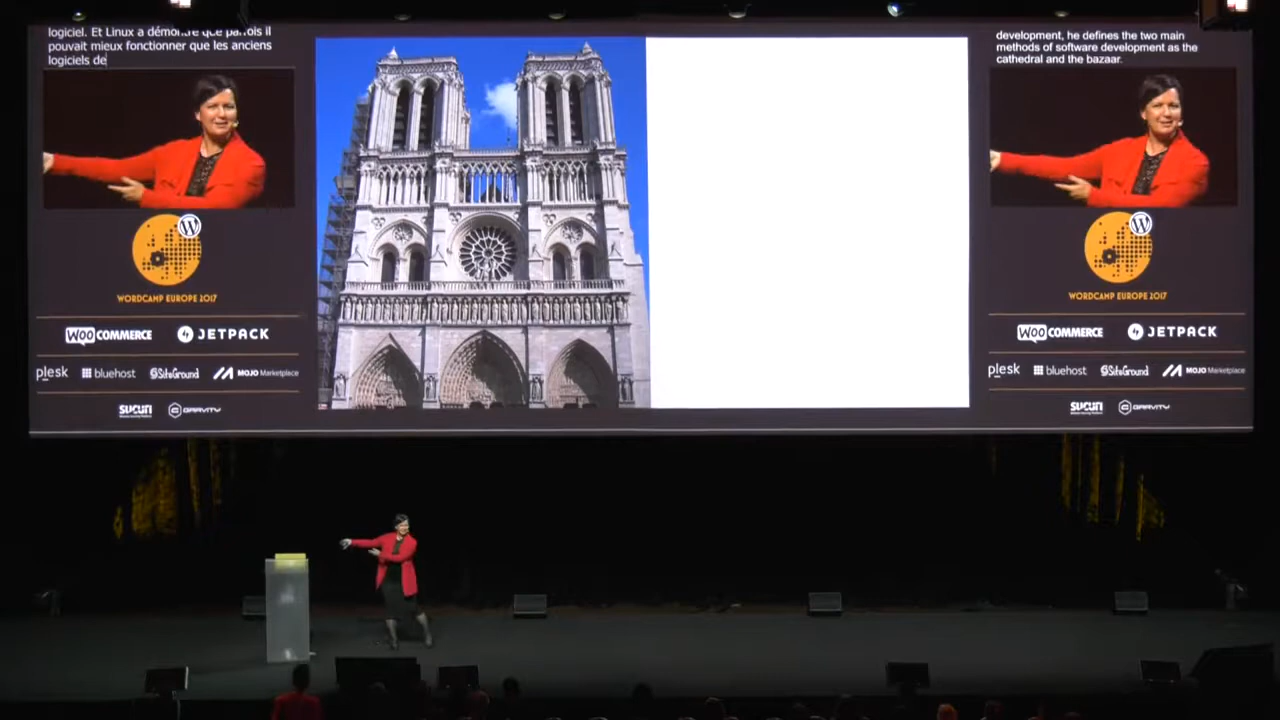 logiciel. Et Linux a démontré que parfois il
pouvait mieux fonctionner que les anciens
logiciels de
WORDCAMP EUROPE 2017
WOO COMMERCE
JETPACK
plesk
bluehost
SiteGround
MOJO MARKETPLACE
SUCURI
GRAVITY
development, he defines the two main
methods of software development as the
cathedral and the bazaar.
WORDCAMP EUROPE 2017
WOO COMMERCE
JETPACK
plesk
bluehost
SiteGround
MOJO MARKETPLACE
SUCURI
GRAVITY